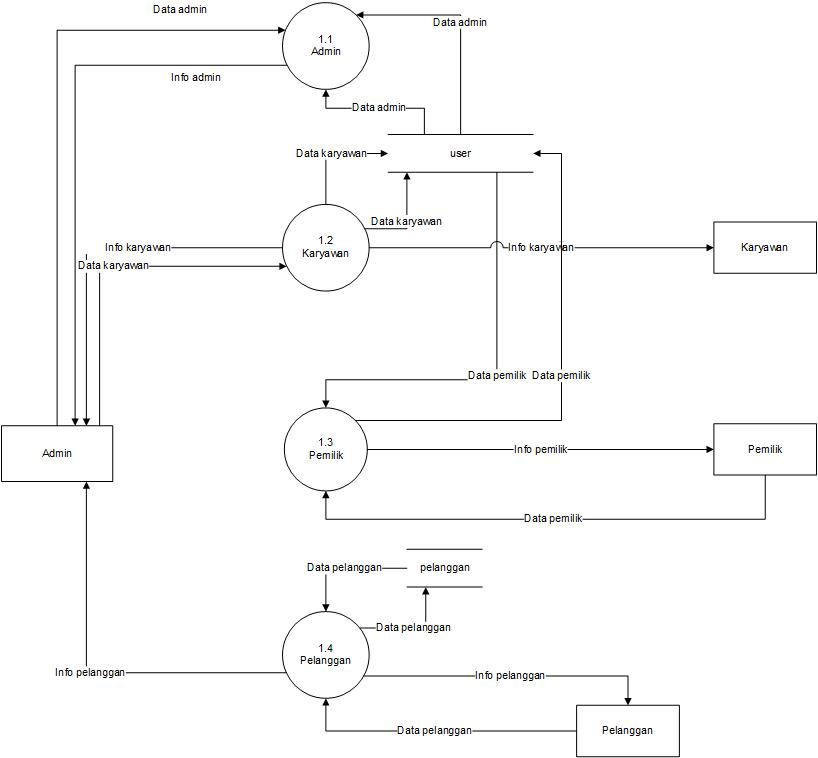 Data admin
1.1
Admin
Data admin
Info admin
Data admin
Data karyawan
user
Data karyawan
1.2
Karyawan
Info karyawan
Info karyawan
Karyawan
Data karyawan
Data pemilik
Data pemilik
Admin
1.3
Pemilik
Info pemilik
Pemilik
Data pemilik
Data pelanggan
pelanggan
Data pelanggan
1.4
Pelanggan
Info pelanggan
Info pelanggan
Data pelanggan
Pelanggan